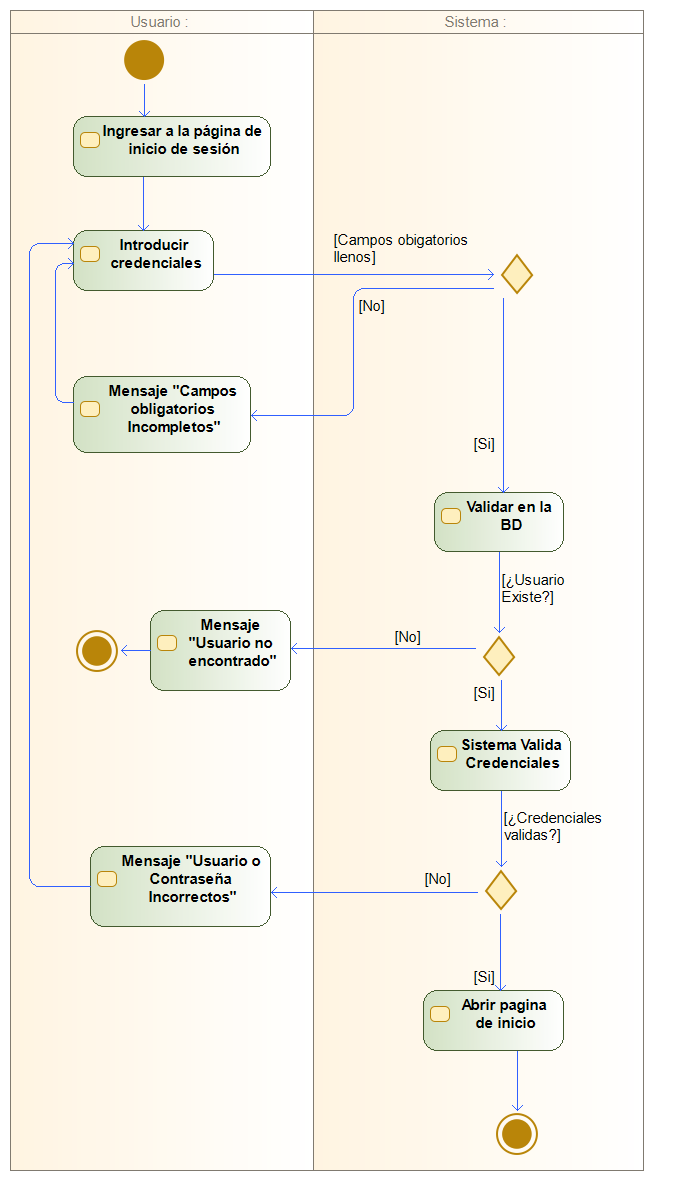 Usuario :
Sistema :
Ingresar a la página de
inicio de sesión
Introducir
credenciales
[Campos obigatorios
llenos]
[No]
Mensaje "Campos
obligatorios
Incompletos"
[Si]
Validar en la
BD
[¿Usuario
Existe?]
Mensaje
"Usuario no
encontrado"
[No]
[Si]
Sistema Valida
Credenciales
[¿Credenciales
validas?]
Mensaje "Usuario o
Contraseña
Incorrectos"
[No]
[Si]
Abrir pagina
de inicio